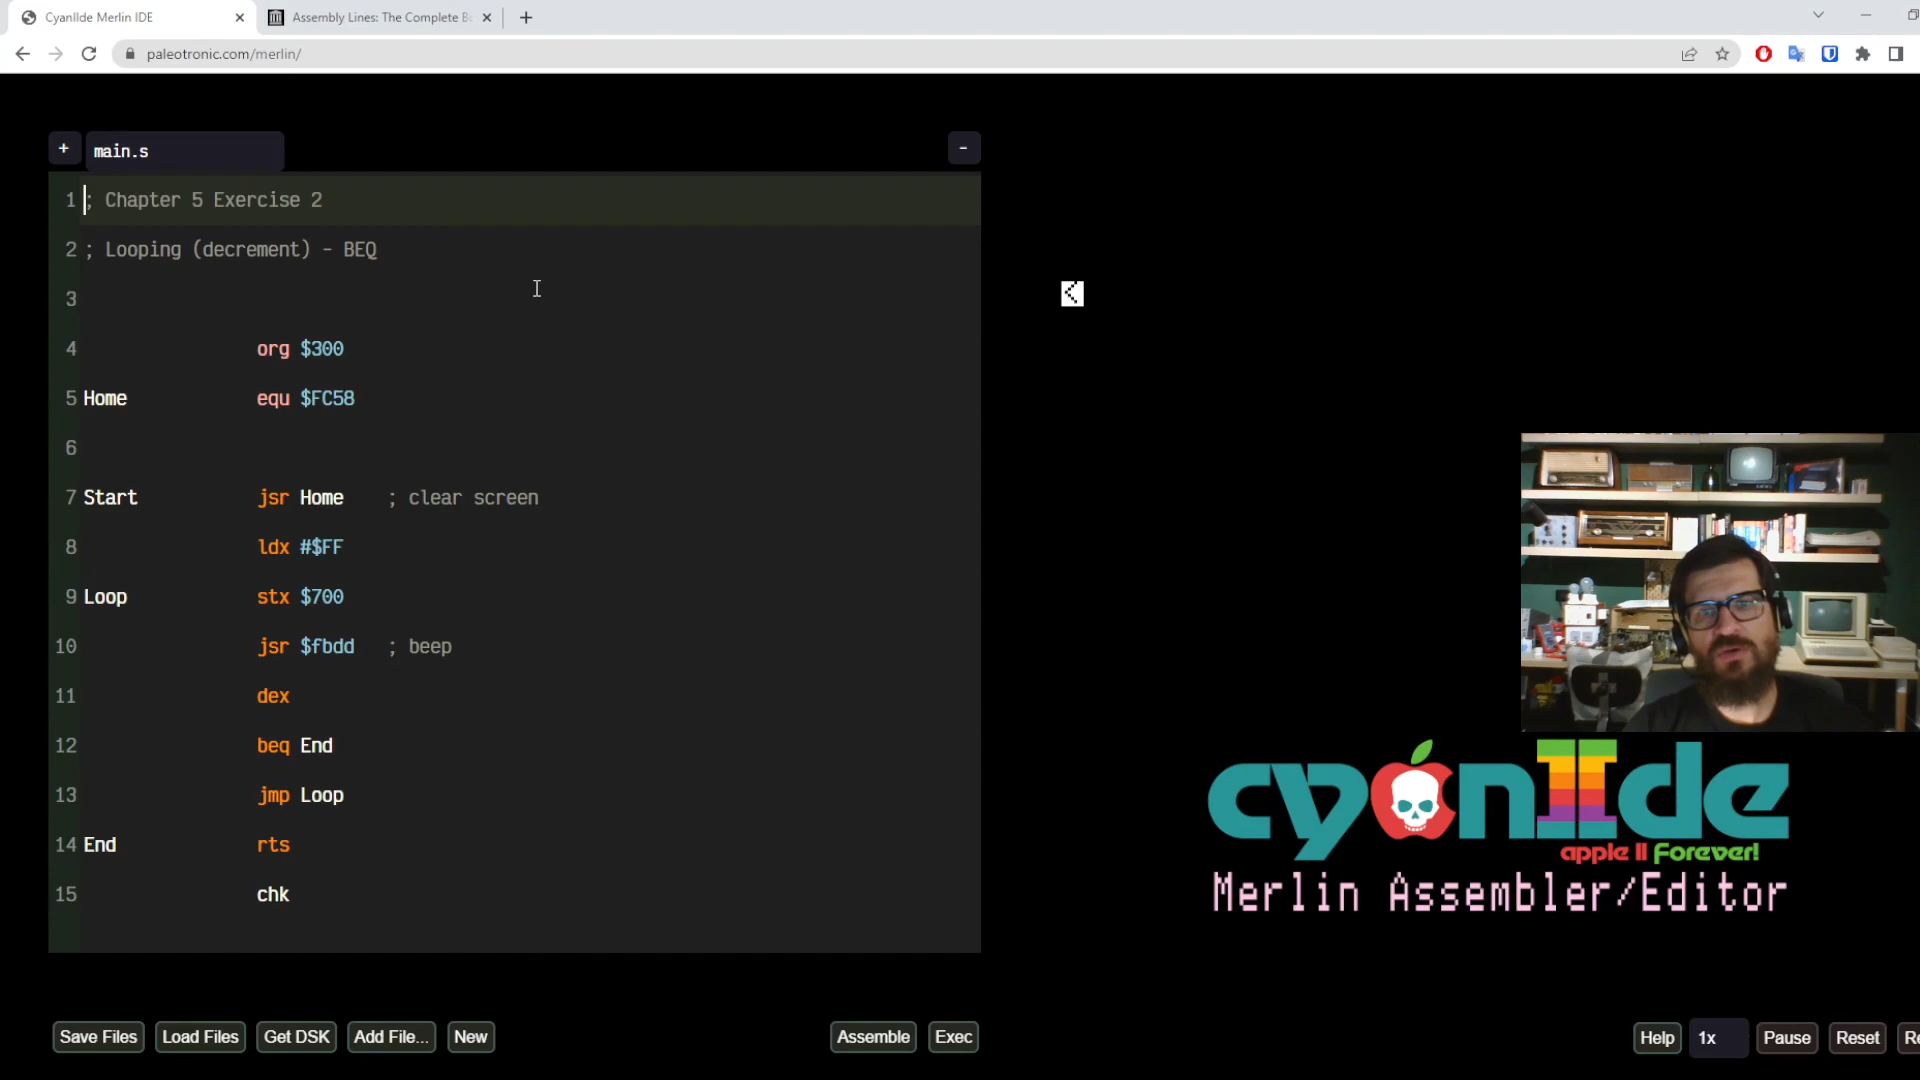 CyanIIde Merlin IDE
Assembly Lines: The Complete B
paleotronic.com/merlin/
+ main.s -
1 ; Chapter 5 Exercise 2
2 ; Looping (decrement) - BEQ
3
4 org $300
5 Home equ $FC58
6
7 Start jsr Home ; clear screen
8 ldx #$FF
9 Loop stx $700
10 jsr $fbdd ; beep
11 dex
12 beq End
13 jmp Loop
14 End rts
15 chk
<
cyanIIde
apple II Forever!
Merlin Assembler/Editor
Save Files Load Files Get DSK Add File... New Assemble Exec Help 1x Pause Reset Re